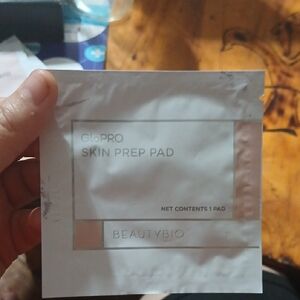 GloPRO
SKIN PREP PAD
NET CONTENTS 1 PAD
BEAUTYBIO